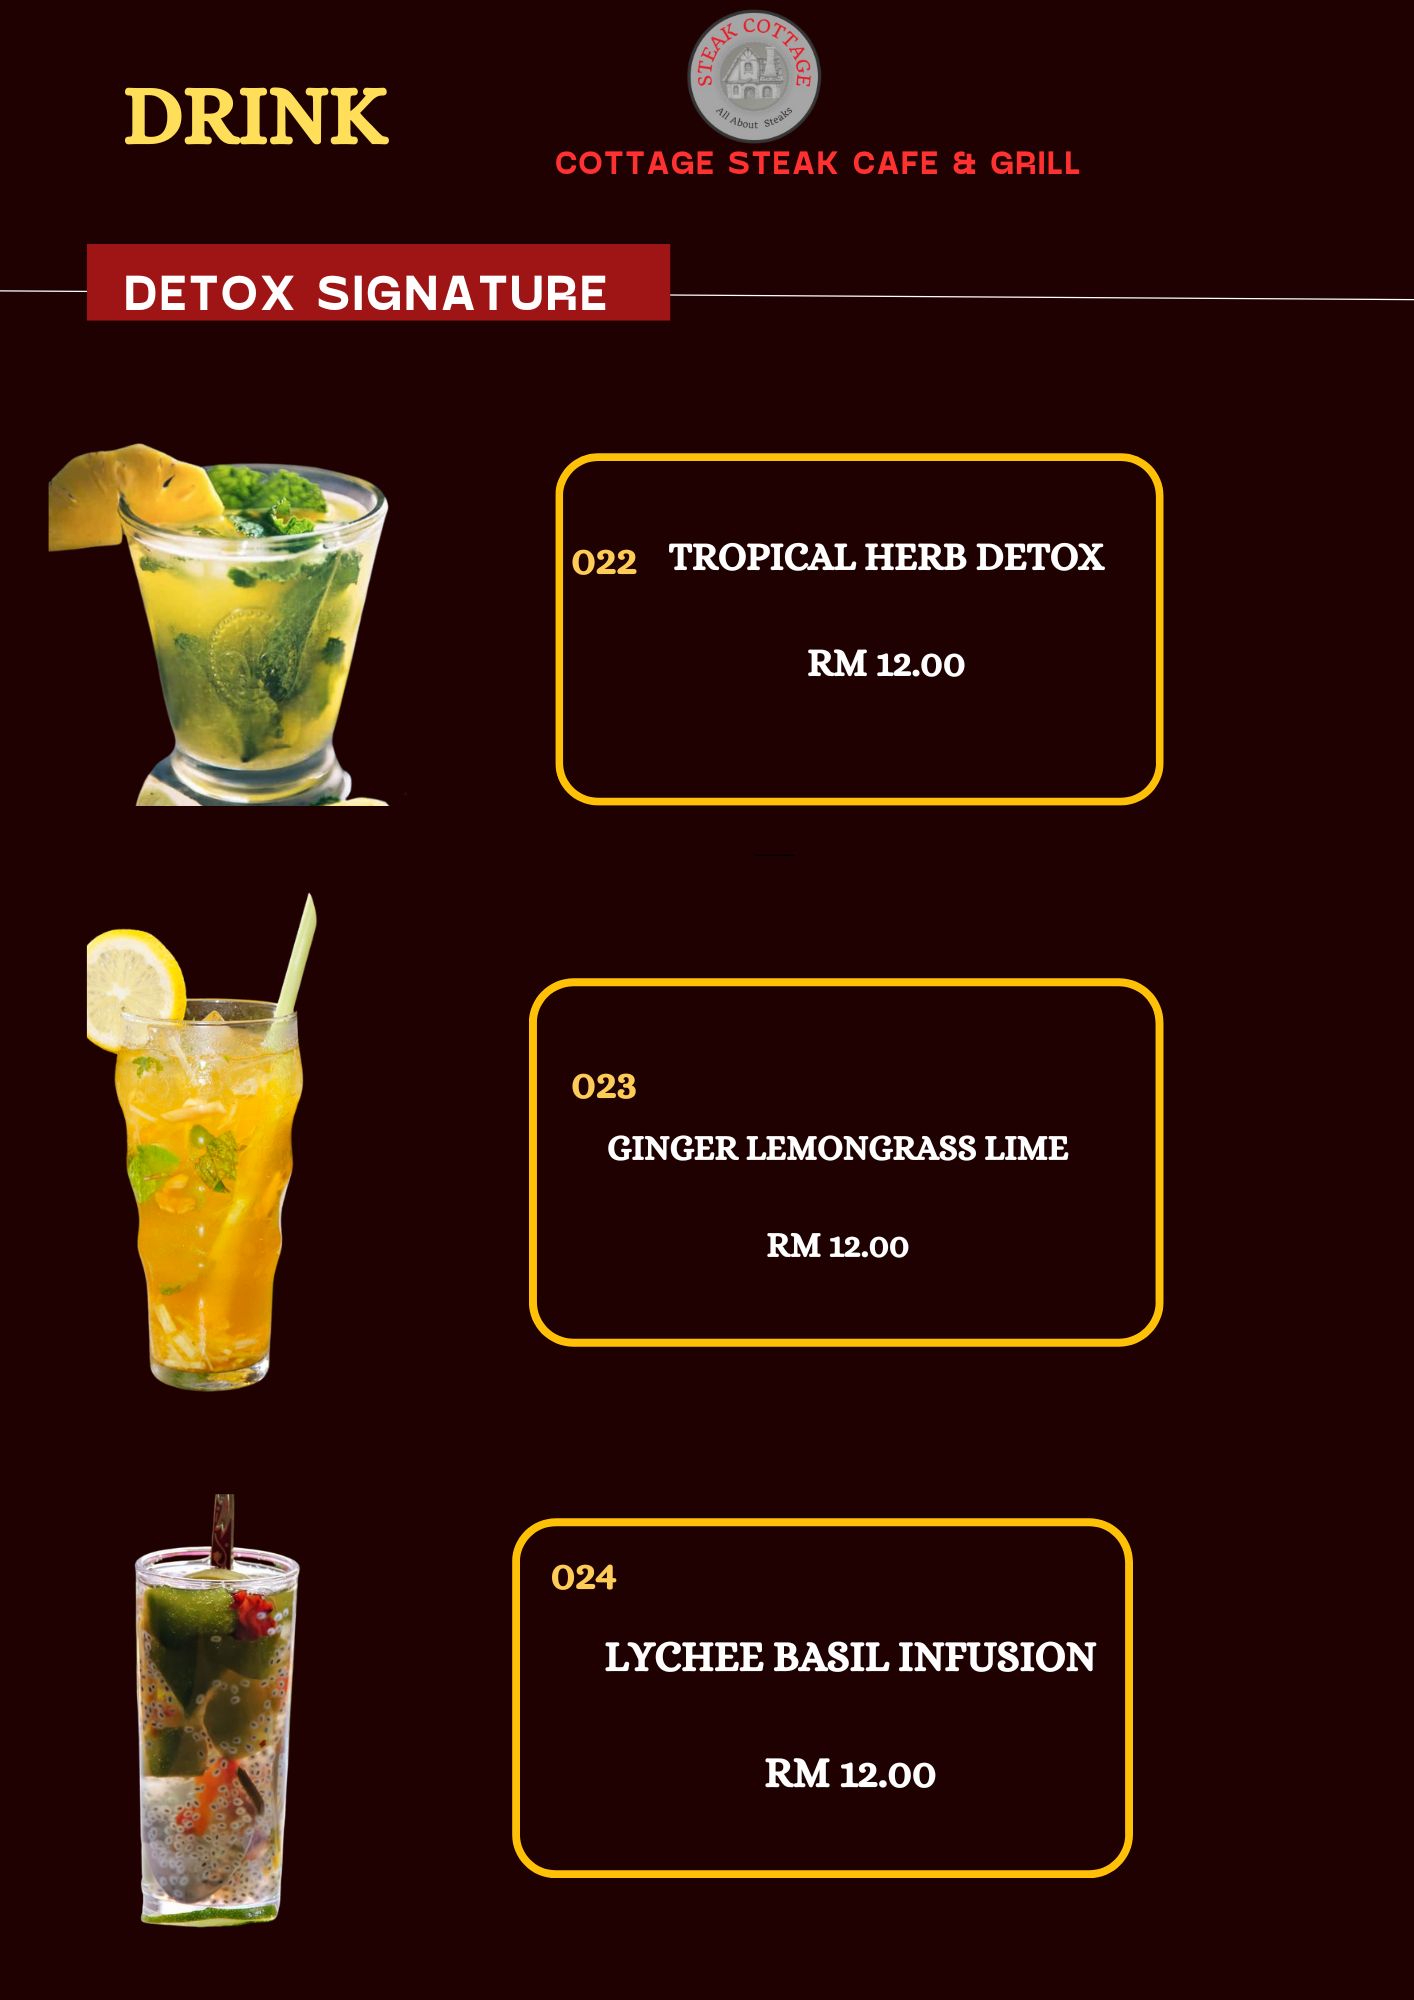 STEAK COTTAGE
All About Steaks
DRINK
COTTAGE STEAK CAFE & GRILL
DETOX SIGNATURE
022 TROPICAL HERB DETOX
RM 12.00
023
GINGER LEMONGRASS LIME
RM 12.00
024
LYCHEE BASIL INFUSION
RM 12.00